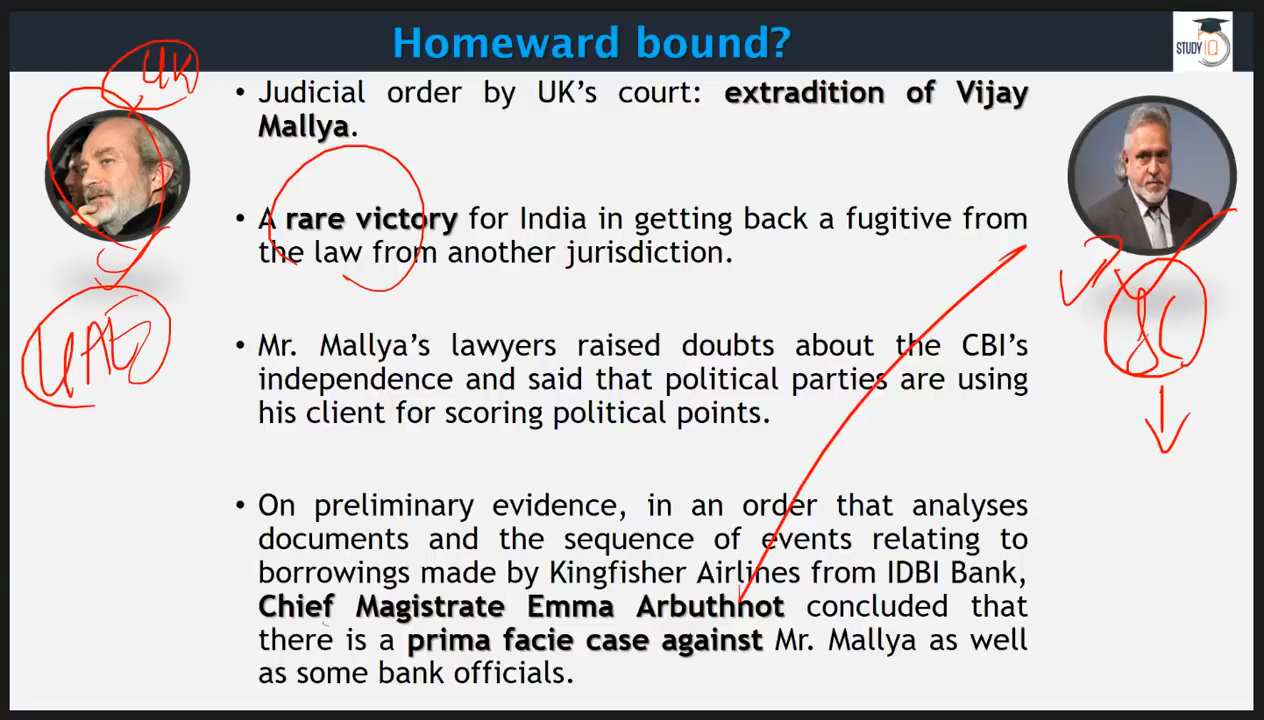 Homeward bound?
STUDY IQ
UK
• Judicial order by UK's court: extradition of Vijay
Mallya.
• A rare victory for India in getting back a fugitive from
the law from another jurisdiction.
UAE
SC
• Mr. Mallya's lawyers raised doubts about the CBI's
independence and said that political parties are using
his client for scoring political points.
• On preliminary evidence, in an order that analyses
documents and the sequence of events relating to
borrowings made by Kingfisher Airlines from IDBI Bank,
Chief Magistrate Emma Arbuthnot concluded that
there is a prima facie case against Mr. Mallya as well
as some bank officials.